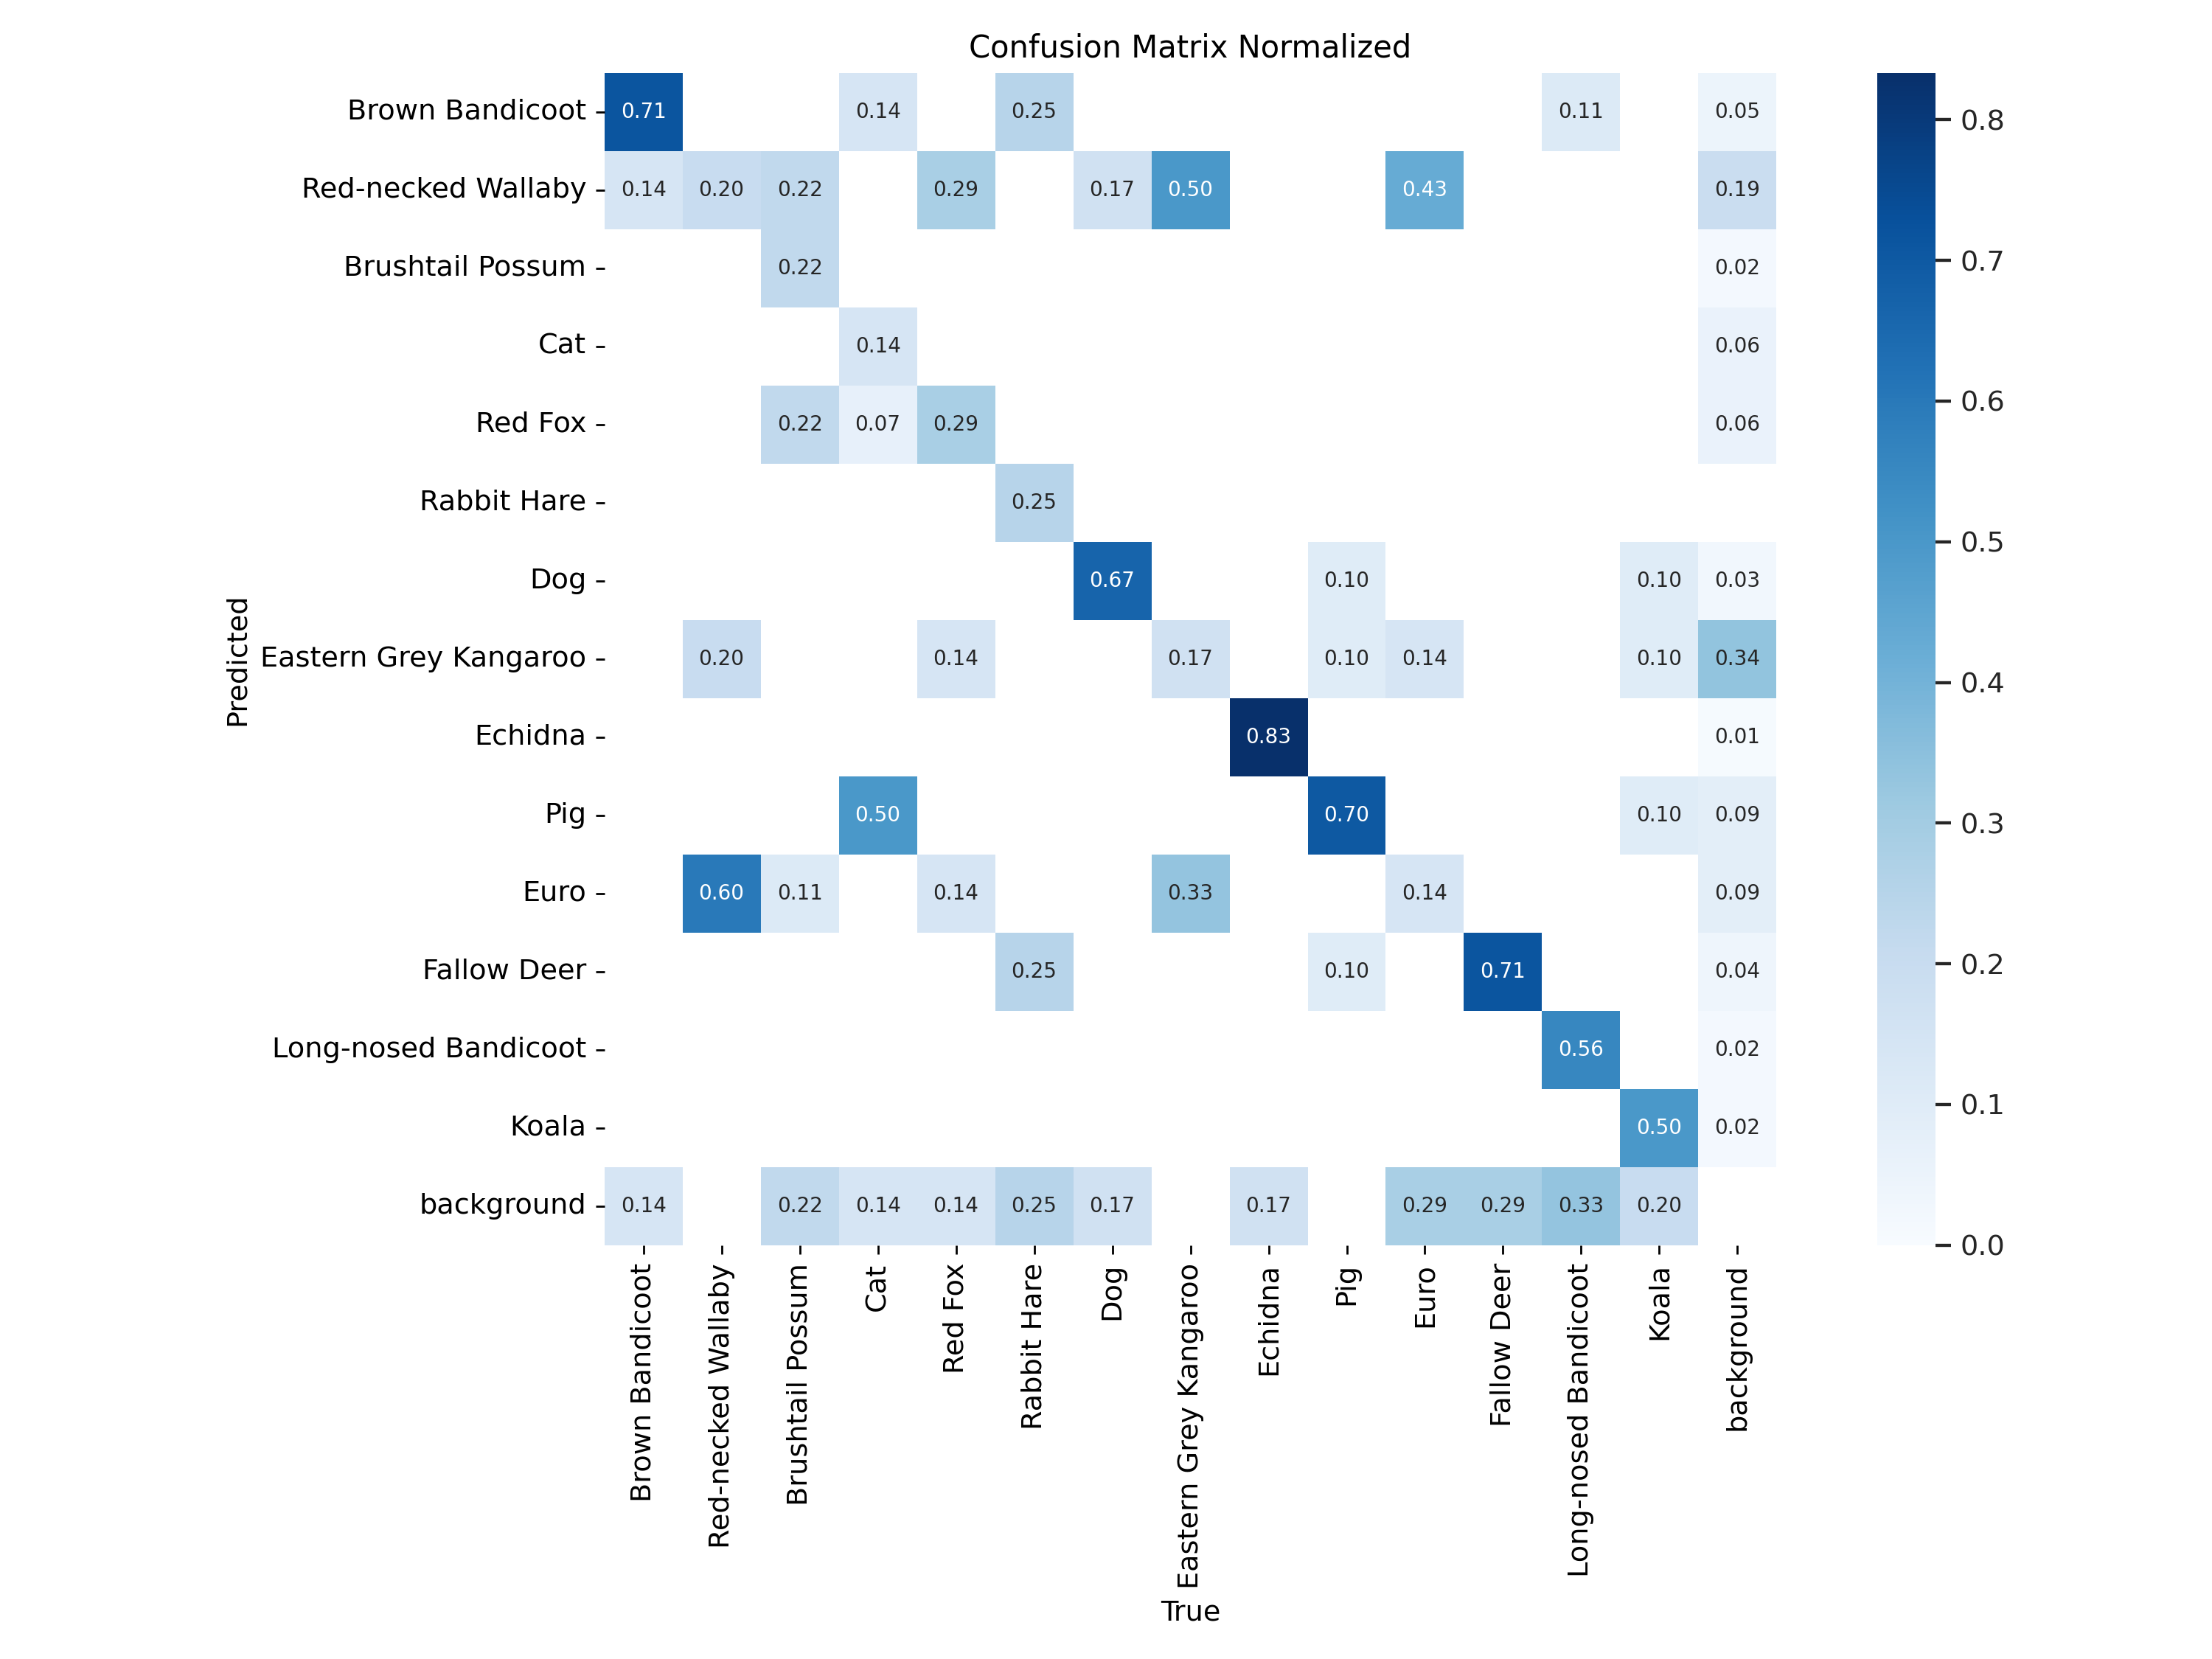 Confusion Matrix Normalized
Brown Bandicoot 0.71 0.14 0.25 0.11 0.05
Red-necked Wallaby 0.14 0.20 0.22 0.29 0.17 0.50 0.43 0.19
Brushtail Possum 0.22 0.02
Cat 0.14 0.06
Red Fox 0.22 0.07 0.29 0.06
Rabbit Hare 0.25
Dog 0.67 0.10 0.10 0.03
Eastern Grey Kangaroo 0.20 0.14 0.17 0.10 0.14 0.10 0.34
Echidna 0.83 0.01
Pig 0.50 0.70 0.10 0.09
Euro 0.60 0.11 0.14 0.33 0.14 0.09
Fallow Deer 0.25 0.10 0.71 0.04
Long-nosed Bandicoot 0.56 0.02
Koala 0.50 0.02
background 0.14 0.22 0.14 0.14 0.25 0.17 0.17 0.29 0.29 0.33 0.20
Predicted
Brown Bandicoot
Red-necked Wallaby
Brushtail Possum
Cat
Red Fox
Rabbit Hare
Dog
Eastern Grey Kangaroo
Echidna
Pig
Euro
Fallow Deer
Long-nosed Bandicoot
Koala
background
True
0.8
0.7
0.6
0.5
0.4
0.3
0.2
0.1
0.0